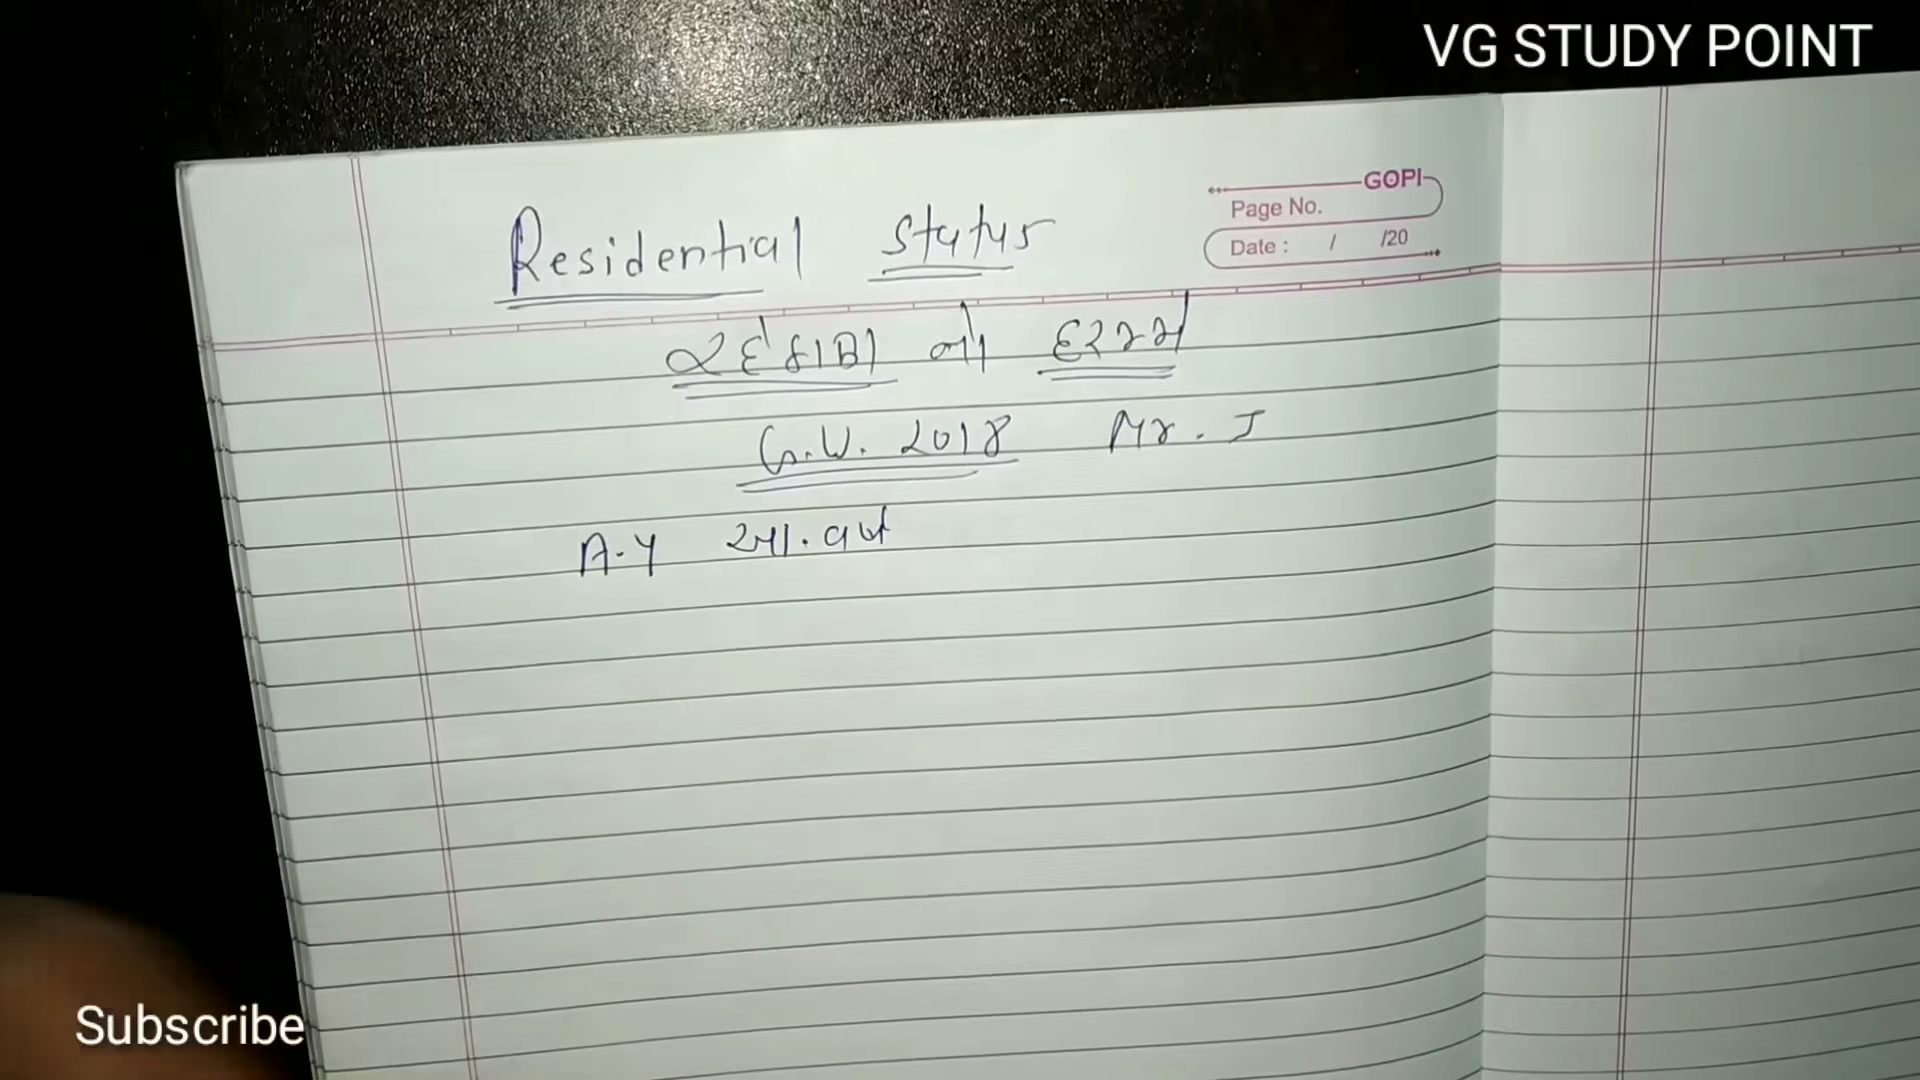 VG STUDY POINT
GOPI
Page No.
Date : / /20
Residential status
રહેઠાણ નો દરજ્જો
G.U. 2018 Mr. J
A.Y આ.વર્ષ
Subscribe